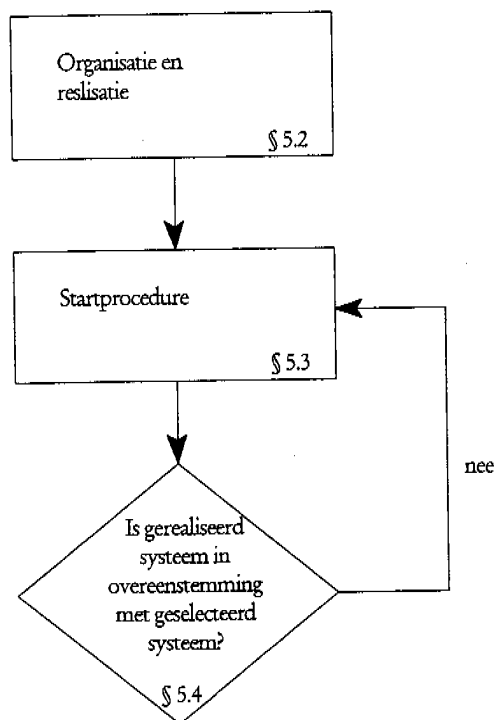 Organisatie en
reslisatie
§ 5.2
Startprocedure
§ 5.3
nee
Is gerealiseerd
systeem in
overeenstemming
met geselecteerd
systeem?
§ 5.4